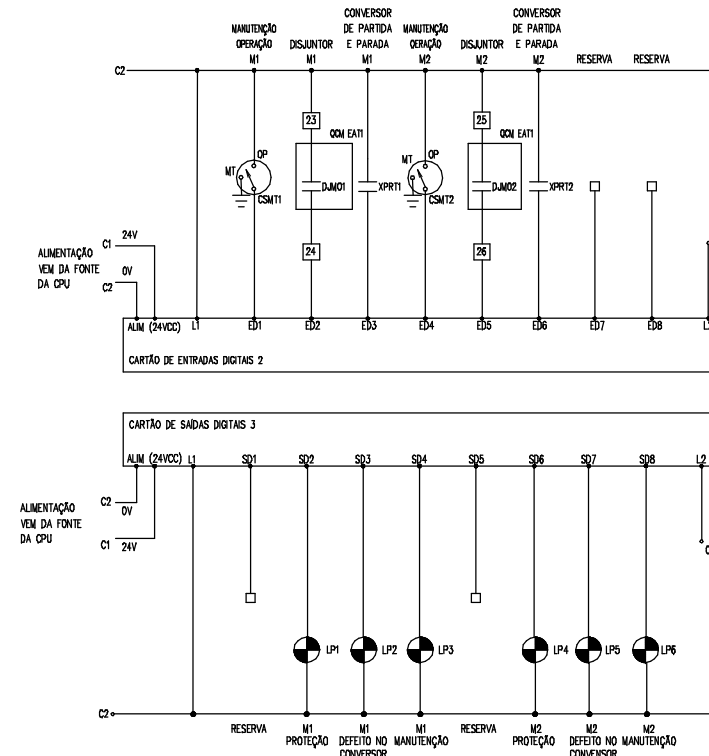 MANUTENÇÃO
OPERAÇÃO
M1
DISJUNTOR
M1
CONVERSOR
DE PARTIDA
E PARADA
M1
MANUTENÇÃO
OERAÇÃO
M2
DISJUNTOR
M2
CONVERSOR
DE PARTIDA
E PARADA
M2
RESERVA
RESERVA
C2
23
QCM EAT1
25
QCM EAT1
OP
MT
CSMT1
DJM01
XPRT1
OP
MT
CSMT2
DJM02
XPRT2
24
26
ALIMENTAÇÃO
VEM DA FONTE
DA CPU
C1
24V
0V
C2
ALIM (24VCC)
L1
ED1
ED2
ED3
ED4
ED5
ED6
ED7
ED8
CARTÃO DE ENTRADAS DIGITAIS 2
CARTÃO DE SAÍDAS DIGITAIS 3
ALIM (24VCC)
L1
SD1
SD2
SD3
SD4
SD5
SD6
SD7
SD8
L2
ALIMENTAÇÃO
VEM DA FONTE
DA CPU
C2
0V
C1
24V
LP1
LP2
LP3
LP4
LP5
LP6
C2
RESERVA
M1
PROTEÇÃO
M1
DEFEITO NO
CONVERSOR
M1
MANUTENÇÃO
RESERVA
M2
PROTEÇÃO
M2
DEFEITO NO
CONVENSOR
M2
MANUTENÇÃO